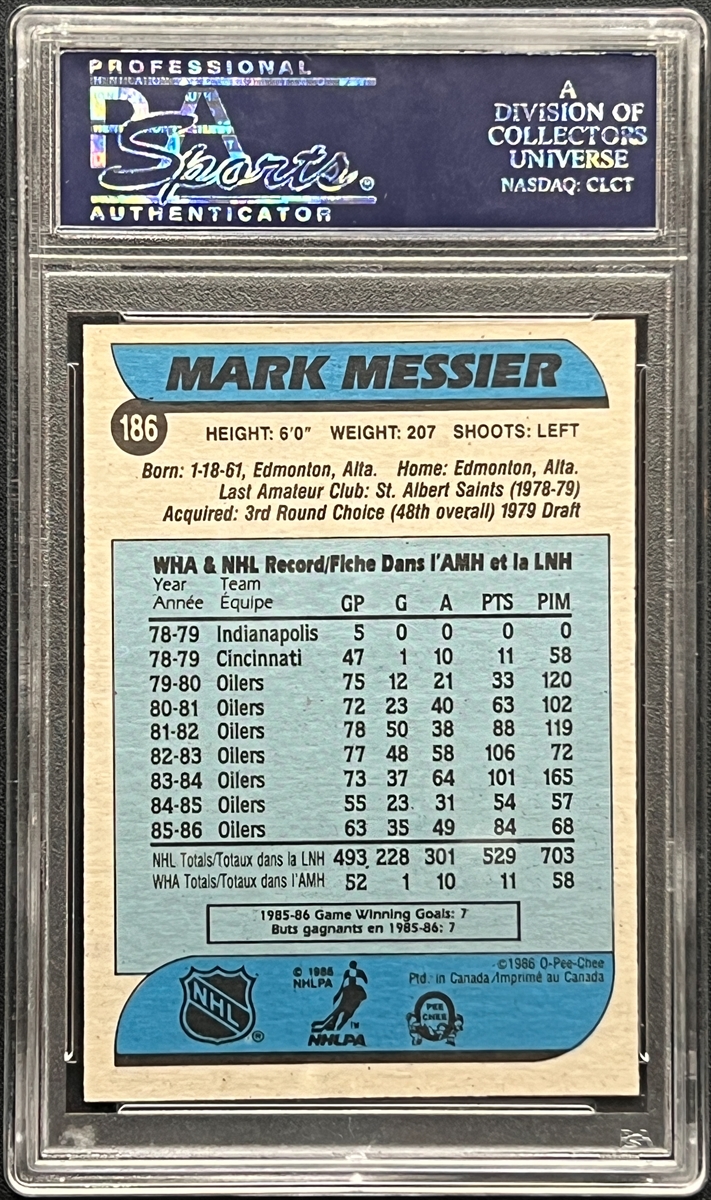 PROFESSIONAL
PSA
Sports®
AUTHENTICATOR
A
DIVISION OF
COLLECTORS
UNIVERSE
NASDAQ: CLCT
MARK MESSIER
186
HEIGHT: 6'0" WEIGHT: 207 SHOOTS: LEFT
Born: 1-18-61, Edmonton, Alta. Home: Edmonton, Alta.
Last Amateur Club: St. Albert Saints (1978-79)
Acquired: 3rd Round Choice (48th overall) 1979 Draft
WHA & NHL Record/Fiche Dans l'AMH et la LNH
Year Team
Année Équipe GP G A PTS PIM
78-79 Indianapolis 5 0 0 0 0
78-79 Cincinnati 47 1 10 11 58
79-80 Oilers 75 12 21 33 120
80-81 Oilers 72 23 40 63 102
81-82 Oilers 78 50 38 88 119
82-83 Oilers 77 48 58 106 72
83-84 Oilers 73 37 64 101 165
84-85 Oilers 55 23 31 54 57
85-86 Oilers 63 35 49 84 68
NHL Totals/Totaux dans la LNH 493 228 301 529 703
WHA Totals/Totaux dans l'AMH 52 1 10 11 58
1985-86 Game Winning Goals: 7
Buts gagnants en 1985-86: 7
©1986 O-Pee-Chee
Ptd. in Canada/Imprimé au Canada
NHL®
© 1986
NHLPA
TM
NHLPA
O PEE CHEE
PSA